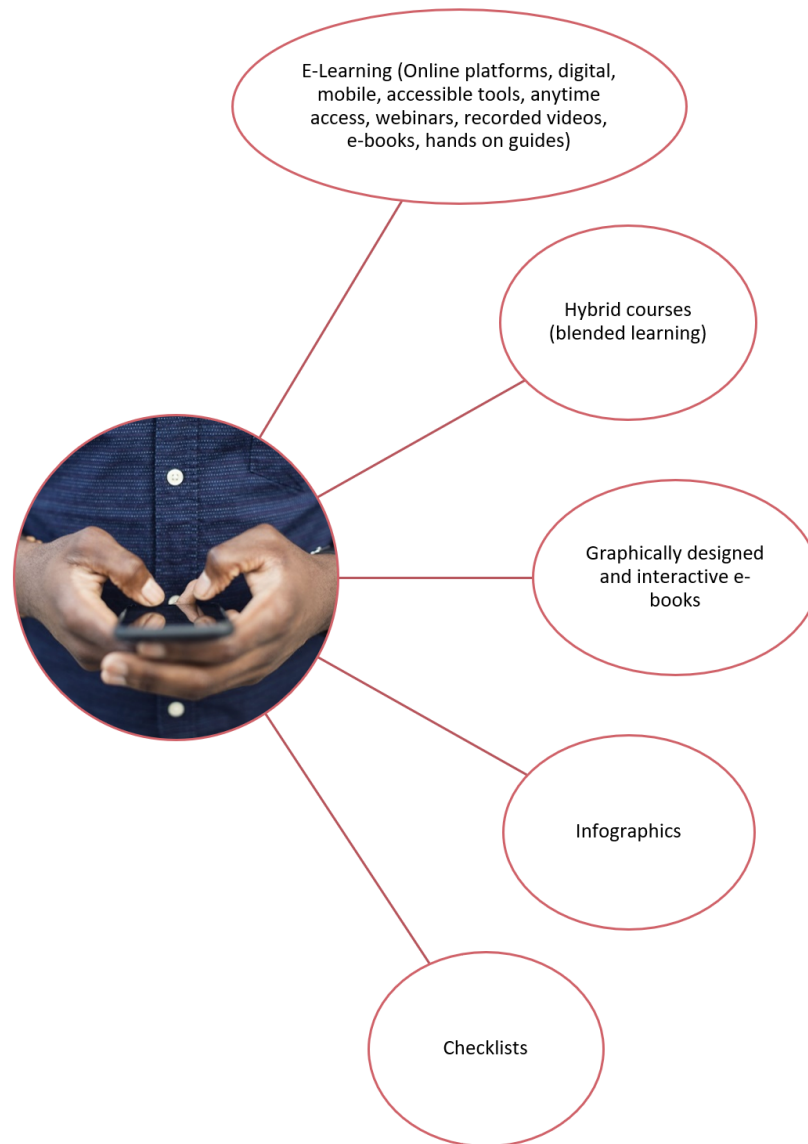 E-Learning (Online platforms, digital,
mobile, accessible tools, anytime
access, webinars, recorded videos,
e-books, hands on guides)
Hybrid courses
(blended learning)
Graphically designed
and interactive e-
books
Infographics
Checklists